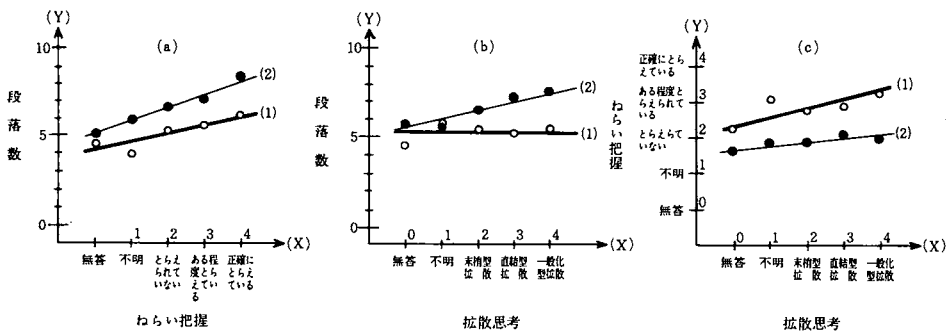 (Y)
(a)
10
5
0
段落数
(2)
(1)
(X)
1
2
3
4
無答
不明
とらえられていない
ある程度とらえている
正確にとらえている
ねらい把握
(Y)
(b)
10
5
0
段落数
(2)
(1)
(X)
0
1
2
3
4
無答
不明
末梢型拡散
直結型拡散
一般化型拡散
拡散思考
(Y)
(c)
正確にとらえている
4
ある程度とらえられている
3
とらえらていない
2
不明
1
無答
0
ねらい把握
(1)
(2)
(X)
0
1
2
3
4
無答
不明
末梢型拡散
直結型拡散
一般化型拡散
拡散思考